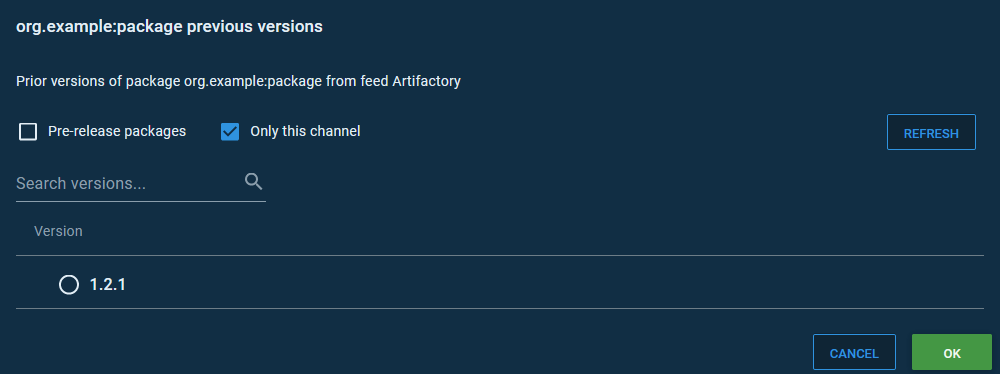 org.example:package previous versions
Prior versions of package org.example:package from feed Artifactory
Pre-release packages Only this channel REFRESH
Search versions...
Version
1.2.1
CANCEL OK